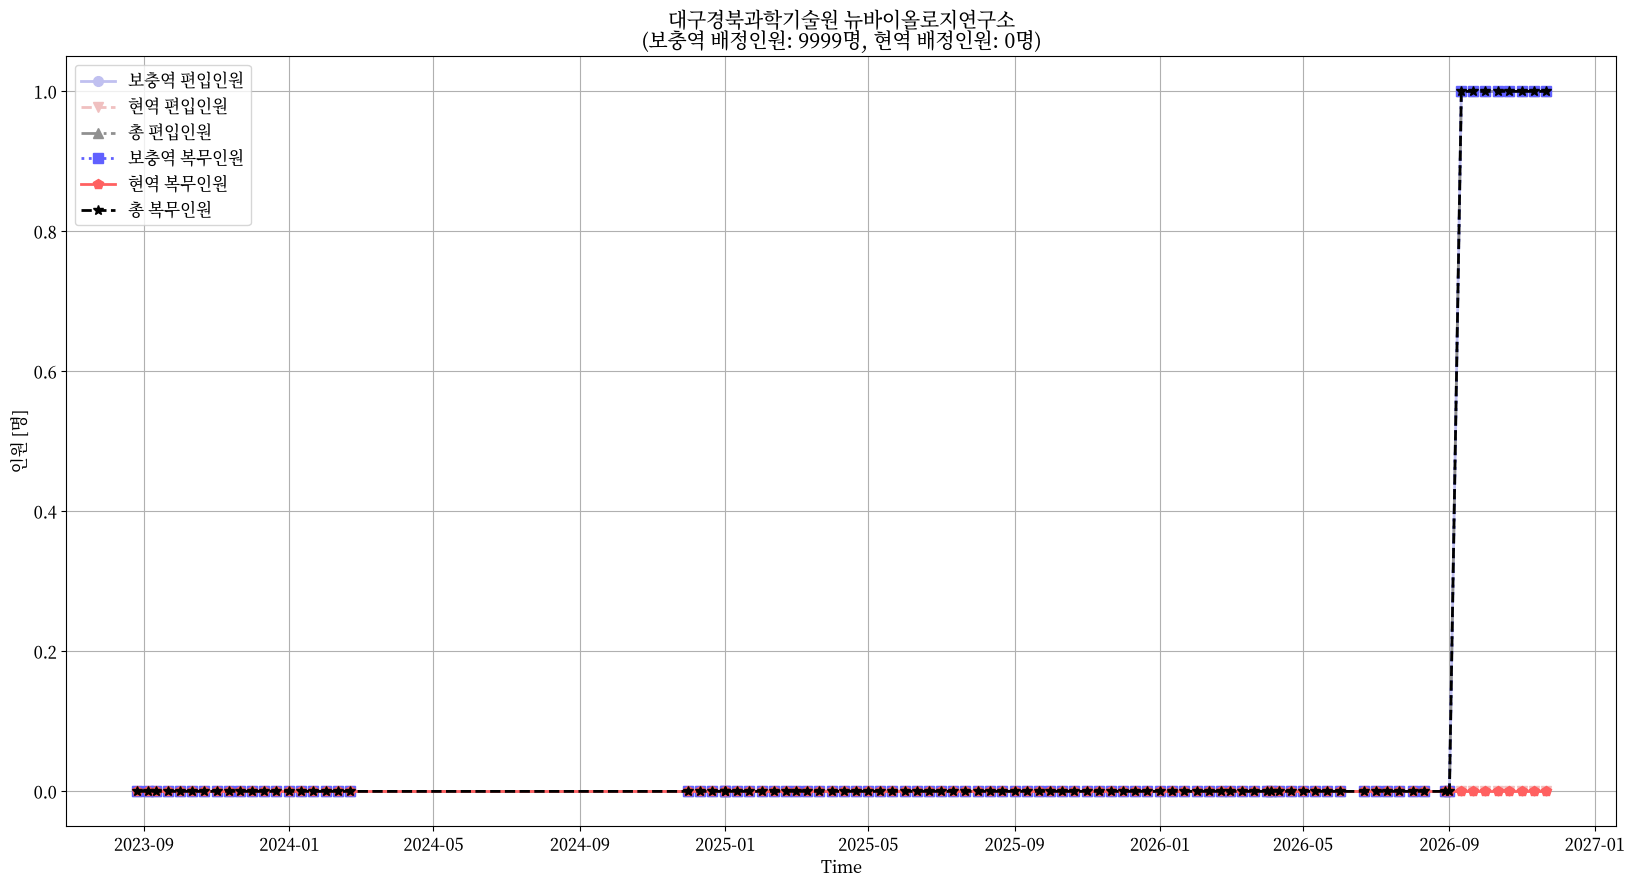 대구경북과학기술원 뉴바이올로지연구소
(보충역 배정인원: 9999명, 현역 배정인원: 0명)
보충역 편입인원
현역 편입인원
총 편입인원
보충역 복무인원
현역 복무인원
총 복무인원
인원 [명]
1.0
0.8
0.6
0.4
0.2
0.0
2023-09
2024-01
2024-05
2024-09
2025-01
2025-05
2025-09
2026-01
2026-05
2026-09
2027-01
Time